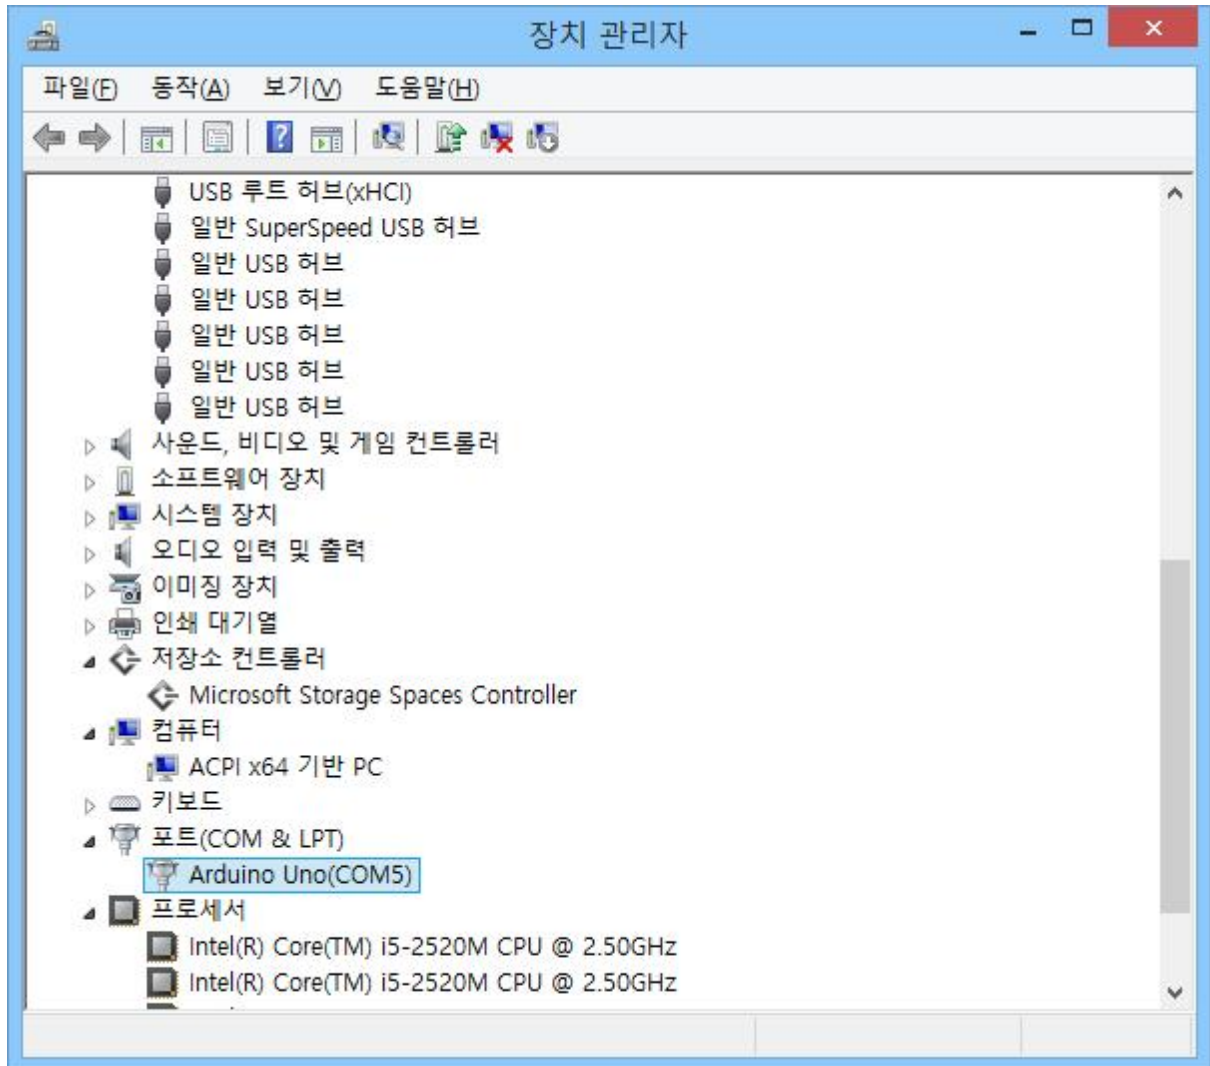 장치 관리자
파일(F) 동작(A) 보기(V) 도움말(H)
USB 루트 허브(xHCI)
일반 SuperSpeed USB 허브
일반 USB 허브
일반 USB 허브
일반 USB 허브
일반 USB 허브
일반 USB 허브
사운드, 비디오 및 게임 컨트롤러
소프트웨어 장치
시스템 장치
오디오 입력 및 출력
이미징 장치
인쇄 대기열
저장소 컨트롤러
Microsoft Storage Spaces Controller
컴퓨터
ACPI x64 기반 PC
키보드
포트(COM & LPT)
Arduino Uno(COM5)
프로세서
Intel(R) Core(TM) i5-2520M CPU @ 2.50GHz
Intel(R) Core(TM) i5-2520M CPU @ 2.50GHz